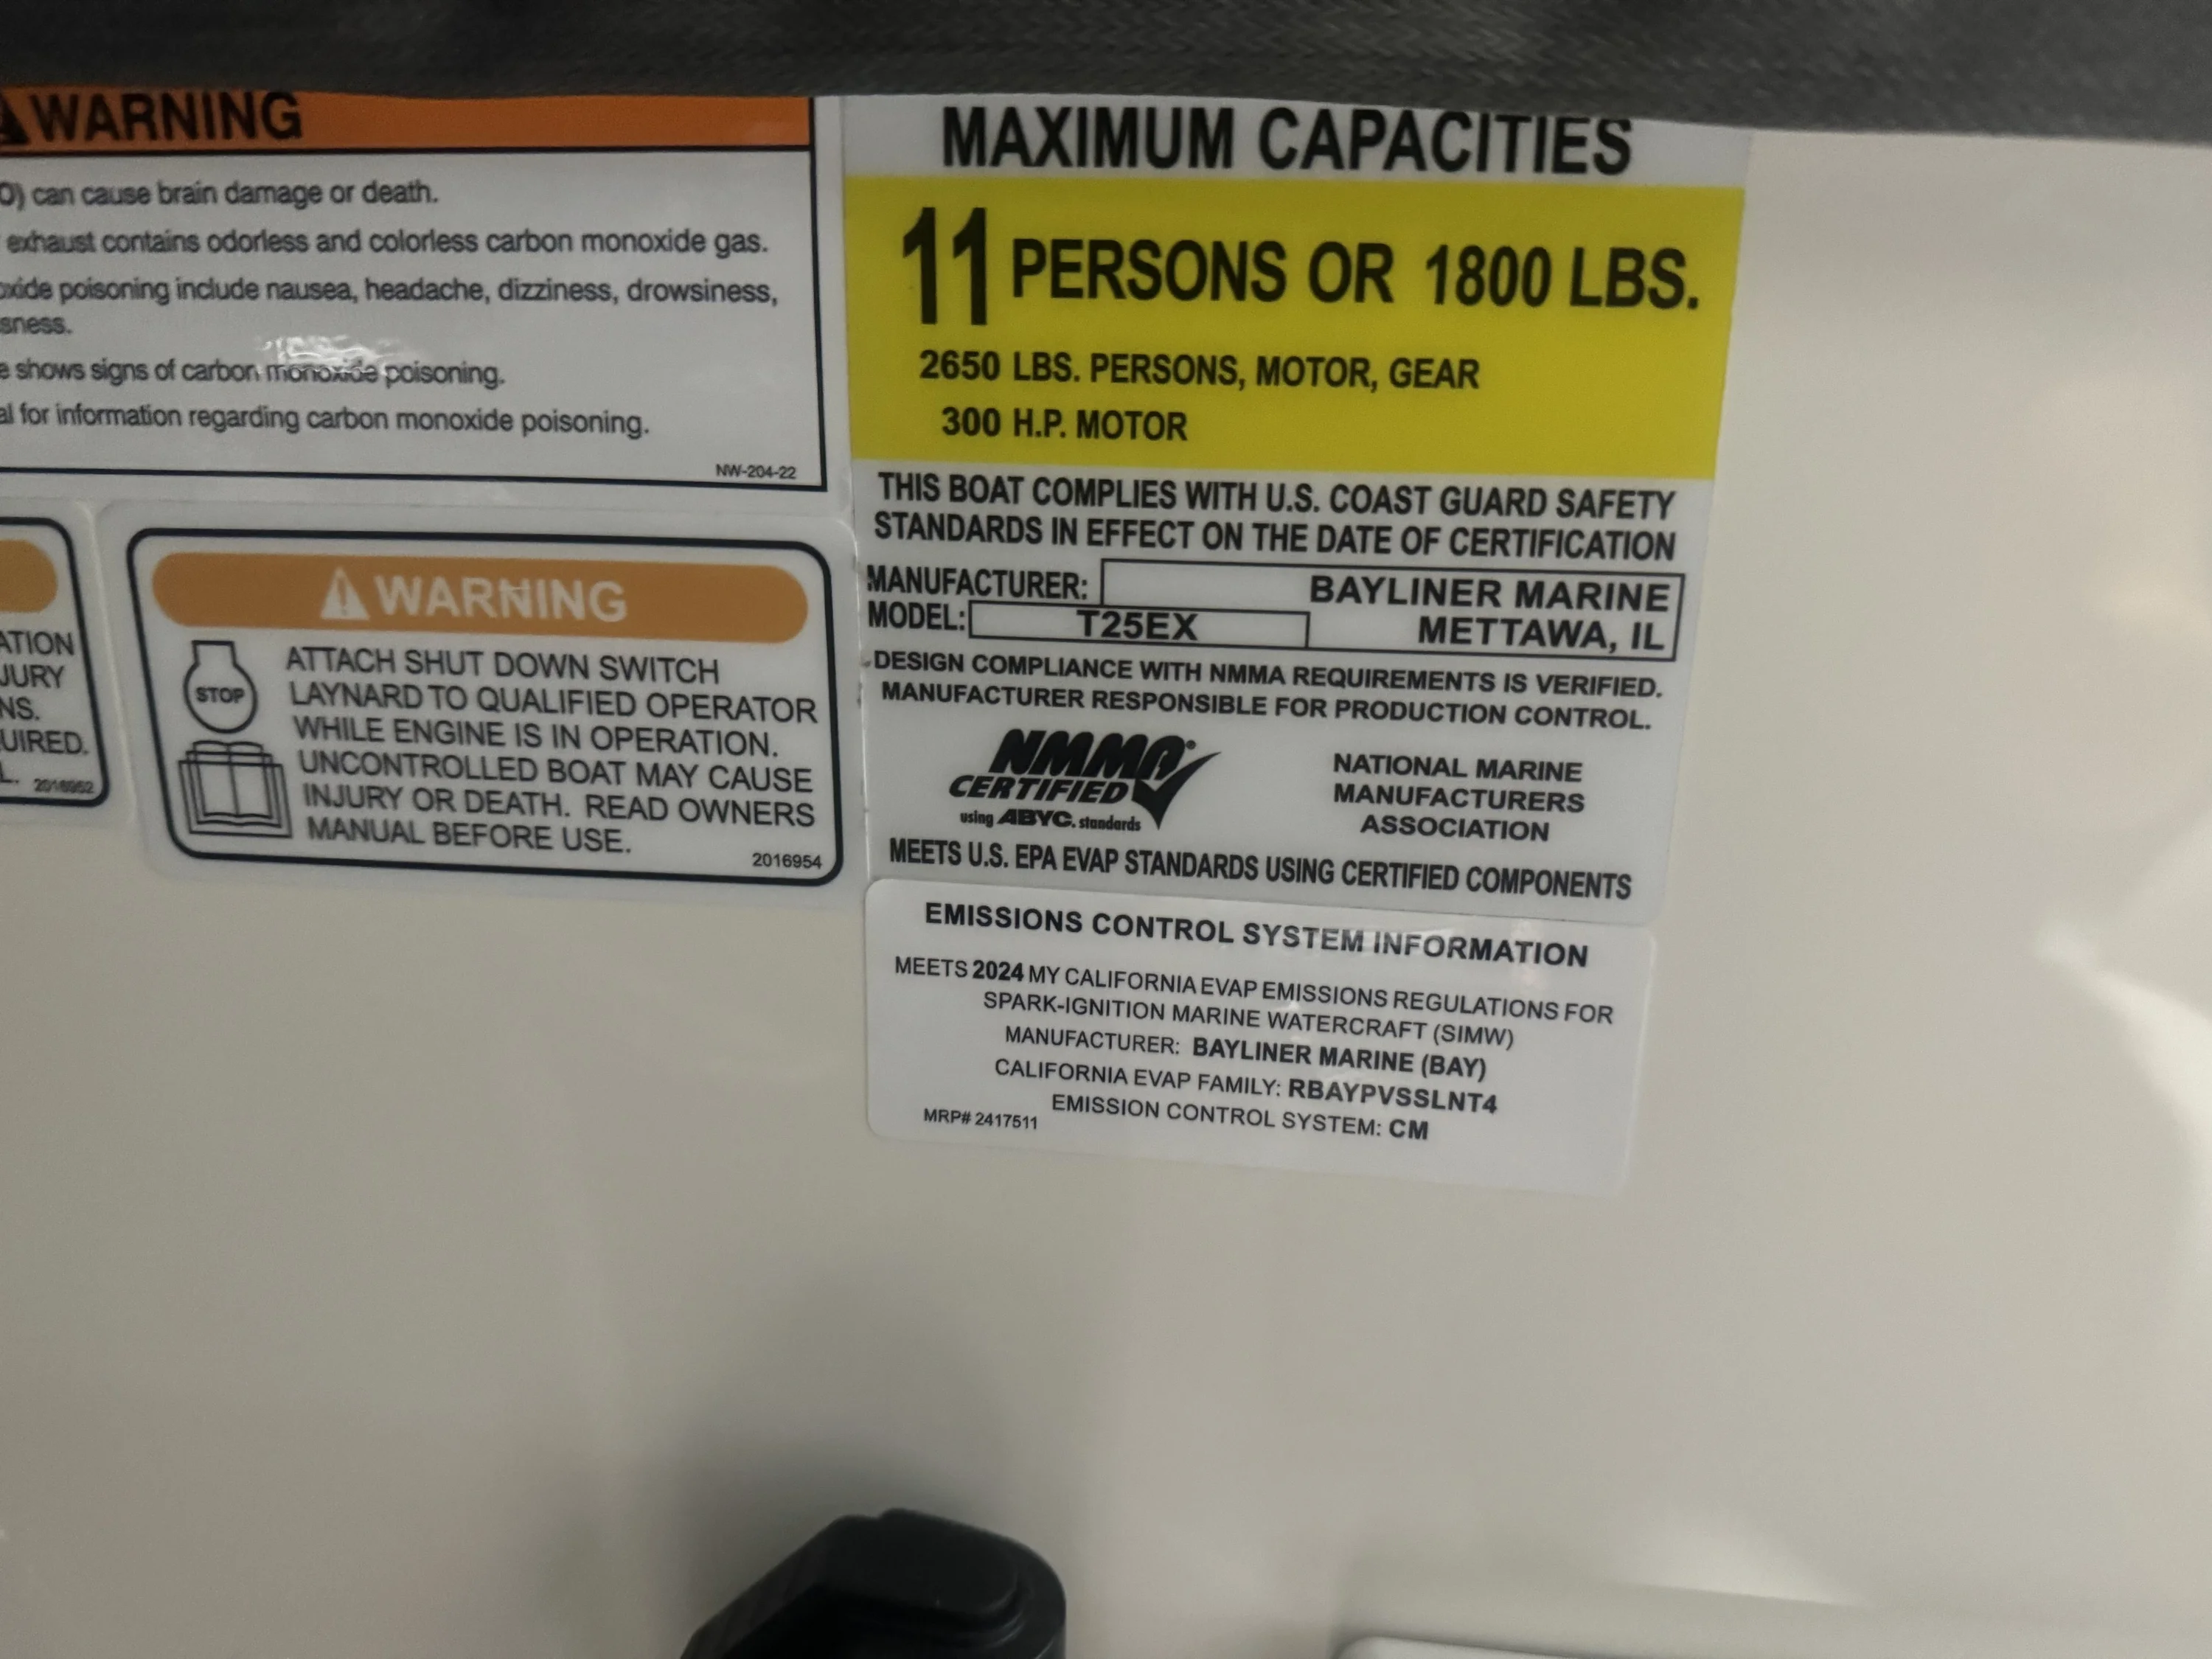 WARNING
O) can cause brain damage or death.
exhaust contains odorless and colorless carbon monoxide gas.
oxide poisoning include nausea, headache, dizziness, drowsiness,
sness.
e shows signs of carbon monoxide poisoning.
al for information regarding carbon monoxide poisoning.
NW-204-22
ATION
JURY
NS.
UIRED.
L.
2016952
WARNING
STOP
ATTACH SHUT DOWN SWITCH
LAYNARD TO QUALIFIED OPERATOR
WHILE ENGINE IS IN OPERATION.
UNCONTROLLED BOAT MAY CAUSE
INJURY OR DEATH. READ OWNERS
MANUAL BEFORE USE.
2016954
MAXIMUM CAPACITIES
11 PERSONS OR 1800 LBS.
2650 LBS. PERSONS, MOTOR, GEAR
300 H.P. MOTOR
THIS BOAT COMPLIES WITH U.S. COAST GUARD SAFETY
STANDARDS IN EFFECT ON THE DATE OF CERTIFICATION
MANUFACTURER: BAYLINER MARINE
MODEL: T25EX METTAWA, IL
DESIGN COMPLIANCE WITH NMMA REQUIREMENTS IS VERIFIED.
MANUFACTURER RESPONSIBLE FOR PRODUCTION CONTROL.
NMMA®
CERTIFIED
using ABYC. standards
NATIONAL MARINE
MANUFACTURERS
ASSOCIATION
MEETS U.S. EPA EVAP STANDARDS USING CERTIFIED COMPONENTS
EMISSIONS CONTROL SYSTEM INFORMATION
MEETS 2024 MY CALIFORNIA EVAP EMISSIONS REGULATIONS FOR
SPARK-IGNITION MARINE WATERCRAFT (SIMW)
MANUFACTURER: BAYLINER MARINE (BAY)
CALIFORNIA EVAP FAMILY: RBAYPVSSLNT4
EMISSION CONTROL SYSTEM: CM
MRP# 2417511